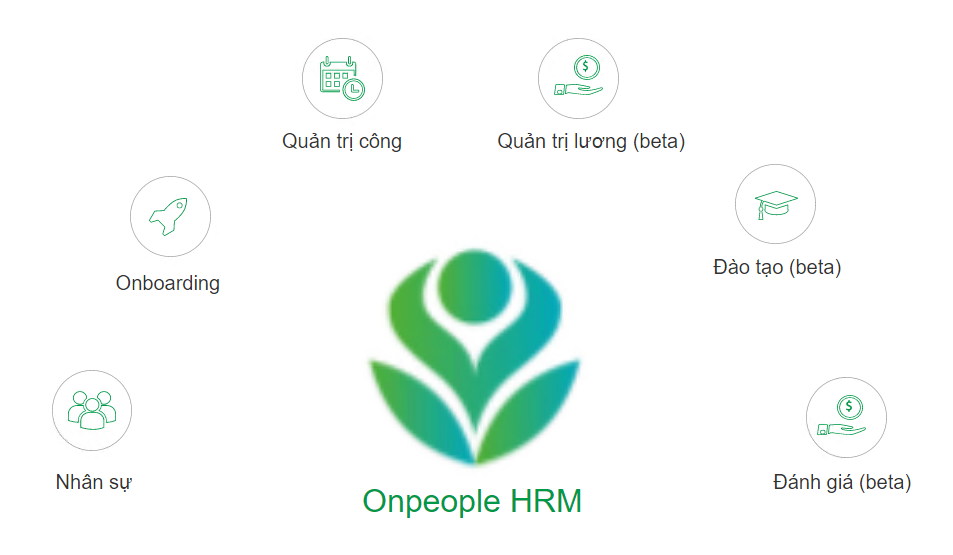 Quản trị công
Quản trị lương (beta)
Onboarding
Đào tạo (beta)
Nhân sự
Đánh giá (beta)
Onpeople HRM